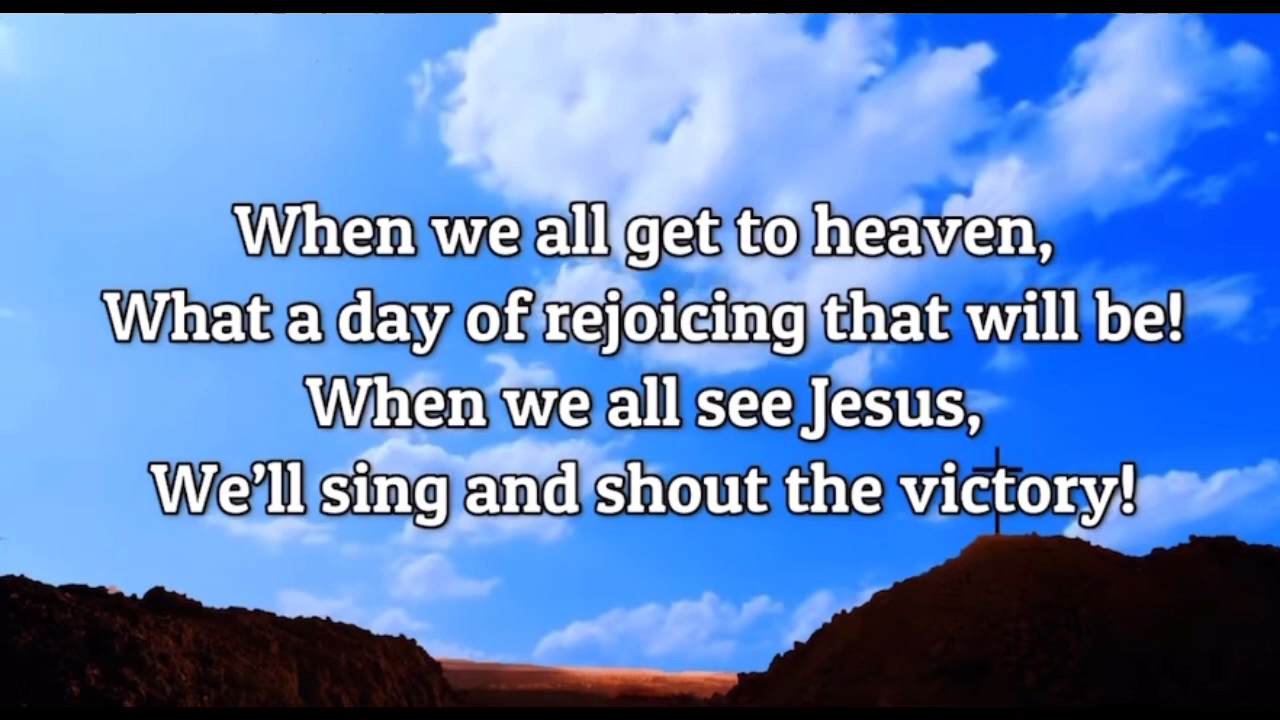 When we all get to heaven,
What a day of rejoicing that will be!
When we all see Jesus,
We’ll sing and shout the victory!